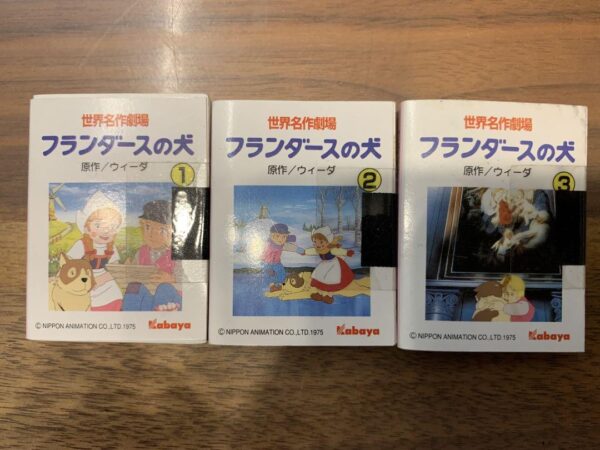 世界名作劇場
フランダースの犬
原作/ウィーダ
1
© NIPPON ANIMATION CO., LTD. 1975
Kabaya
世界名作劇場
フランダースの犬
原作/ウィーダ
2
© NIPPON ANIMATION CO., LTD. 1975
Kabaya
世界名作劇場
フランダースの犬
原作/ウィーダ
3
© NIPPON ANIMATION CO., LTD. 1975
Kabaya